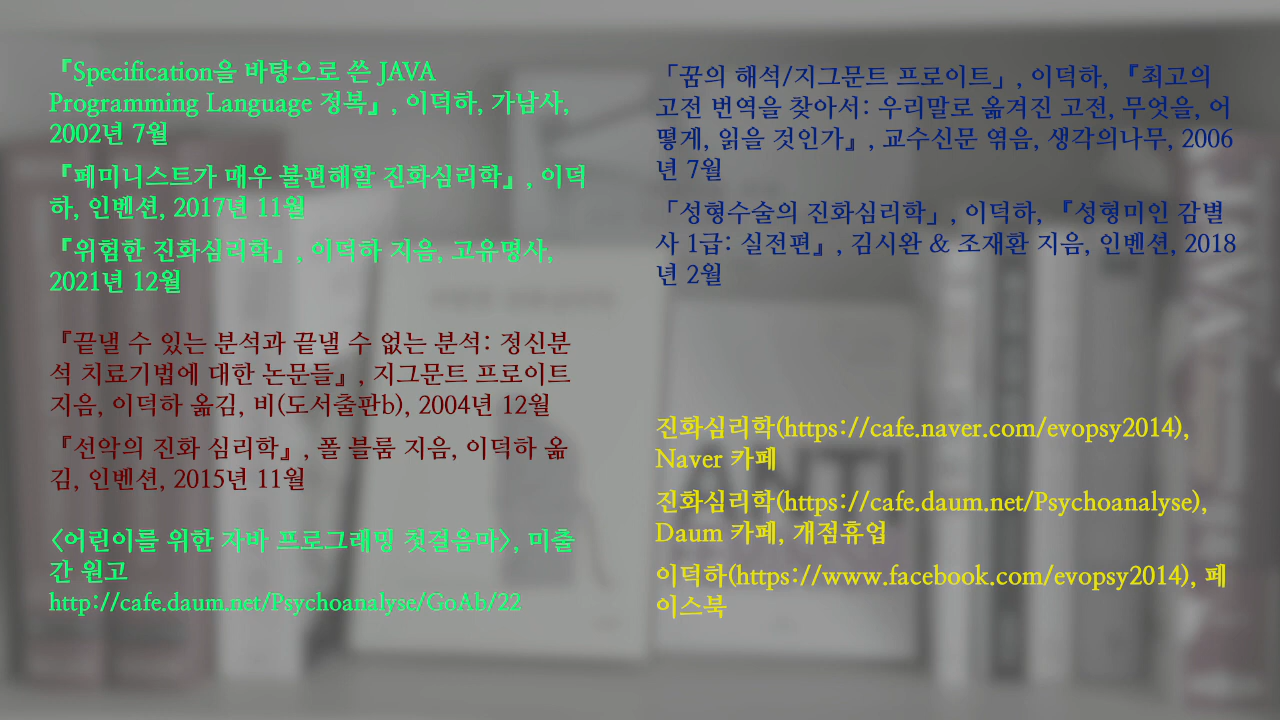 『Specification을 바탕으로 쓴 JAVA
Programming Language 정복』, 이덕하, 가남사,
2002년 7월
『페미니스트가 매우 불편해할 진화심리학』, 이덕
하, 인벤션, 2017년 11월
『위험한 진화심리학』, 이덕하 지음, 고유명사,
2021년 12월
『끝낼 수 있는 분석과 끝낼 수 없는 분석: 정신분
석 치료기법에 대한 논문들』, 지그문트 프로이트
지음, 이덕하 옮김, 비(도서출판b), 2004년 12월
『선악의 진화 심리학』, 폴 블룸 지음, 이덕하 옮
김, 인벤션, 2015년 11월
〈어린이를 위한 자바 프로그래밍 첫걸음마〉, 미출
간 원고
http://cafe.daum.net/Psychoanalyse/GoAb/22
「꿈의 해석/지그문트 프로이트」, 이덕하, 『최고의
고전 번역을 찾아서: 우리말로 옮겨진 고전, 무엇을, 어
떻게, 읽을 것인가』, 교수신문 엮음, 생각의나무, 2006
년 7월
「성형수술의 진화심리학」, 이덕하, 『성형미인 감별
사 1급: 실전편』, 김시완 & 조재환 지음, 인벤션, 2018
년 2월
진화심리학(https://cafe.naver.com/evopsy2014),
Naver 카페
진화심리학(https://cafe.daum.net/Psychoanalyse),
Daum 카페, 개점휴업
이덕하(https://www.facebook.com/evopsy2014), 페
이스북